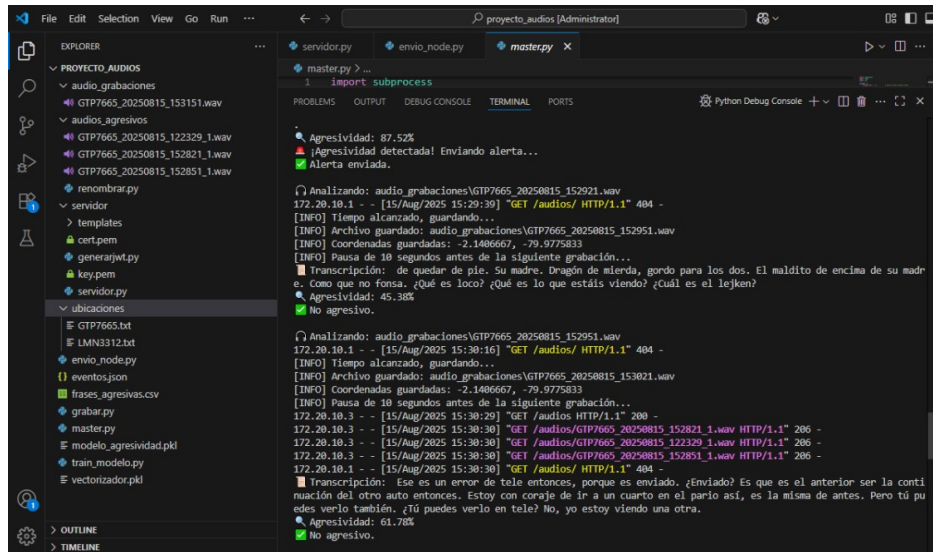 File Edit Selection View Go Run ...
proyecto_audios [Administrator]
EXPLORER
PROYECTO_AUDIOS
audio_grabaciones
GTP7665_20250815_153151.wav
audios_agresivos
GTP7665_20250815_122329_1.wav
GTP7665_20250815_152821_1.wav
GTP7665_20250815_152851_1.wav
renombrar.py
servidor
templates
cert.pem
generarjwt.py
key.pem
servidor.py
ubicaciones
GTP7665.txt
LMN3312.txt
envio_node.py
eventos.json
frases_agresivas.csv
grabar.py
master.py
modelo_agresividad.pkl
train_modelo.py
vectorizador.pkl
OUTLINE
TIMELINE
servidor.py envio_node.py master.py
master.py > ...
1 import subprocess
PROBLEMS OUTPUT DEBUG CONSOLE TERMINAL PORTS Python Debug Console
.
Agresividad: 87.52%
¡Agresividad detectada! Enviando alerta...
Alerta enviada.
Analizando: audio_grabaciones\GTP7665_20250815_152921.wav
172.20.10.1 - - [15/Aug/2025 15:29:39] "GET /audios/ HTTP/1.1" 404 -
[INFO] Tiempo alcanzado, guardando...
[INFO] Archivo guardado: audio_grabaciones\GTP7665_20250815_152951.wav
[INFO] Coordenadas guardadas: -2.1406667, -79.9775833
[INFO] Pausa de 10 segundos antes de la siguiente grabación...
Transcripción: de quedar de pie. Su madre. Dragón de mierda, gordo para los dos. El maldito de encima de su madr
e. Como que no fonsa. ¿Qué es loco? ¿Qué es lo que estáis viendo? ¿Cuál es el lejken?
Agresividad: 45.38%
No agresivo.
Analizando: audio_grabaciones\GTP7665_20250815_152951.wav
172.20.10.1 - - [15/Aug/2025 15:30:16] "GET /audios/ HTTP/1.1" 404 -
[INFO] Tiempo alcanzado, guardando...
[INFO] Archivo guardado: audio_grabaciones\GTP7665_20250815_153021.wav
[INFO] Coordenadas guardadas: -2.1406667, -79.9775833
[INFO] Pausa de 10 segundos antes de la siguiente grabación...
172.20.10.3 - - [15/Aug/2025 15:30:29] "GET /audios HTTP/1.1" 200 -
172.20.10.3 - - [15/Aug/2025 15:30:30] "GET /audios/GTP7665_20250815_152821_1.wav HTTP/1.1" 206 -
172.20.10.3 - - [15/Aug/2025 15:30:30] "GET /audios/GTP7665_20250815_122329_1.wav HTTP/1.1" 206 -
172.20.10.3 - - [15/Aug/2025 15:30:30] "GET /audios/GTP7665_20250815_152851_1.wav HTTP/1.1" 206 -
172.20.10.1 - - [15/Aug/2025 15:30:30] "GET /audios/ HTTP/1.1" 404 -
Transcripción: Ese es un error de tele entonces, porque es enviado. ¿Enviado? Es que es el anterior ser la conti
nuación del otro auto entonces. Estoy con coraje de ir a un cuarto en el pario así, es la misma de antes. Pero tú pu
edes verlo también. ¿Tú puedes verlo en tele? No, yo estoy viendo una otra.
Agresividad: 61.78%
No agresivo.